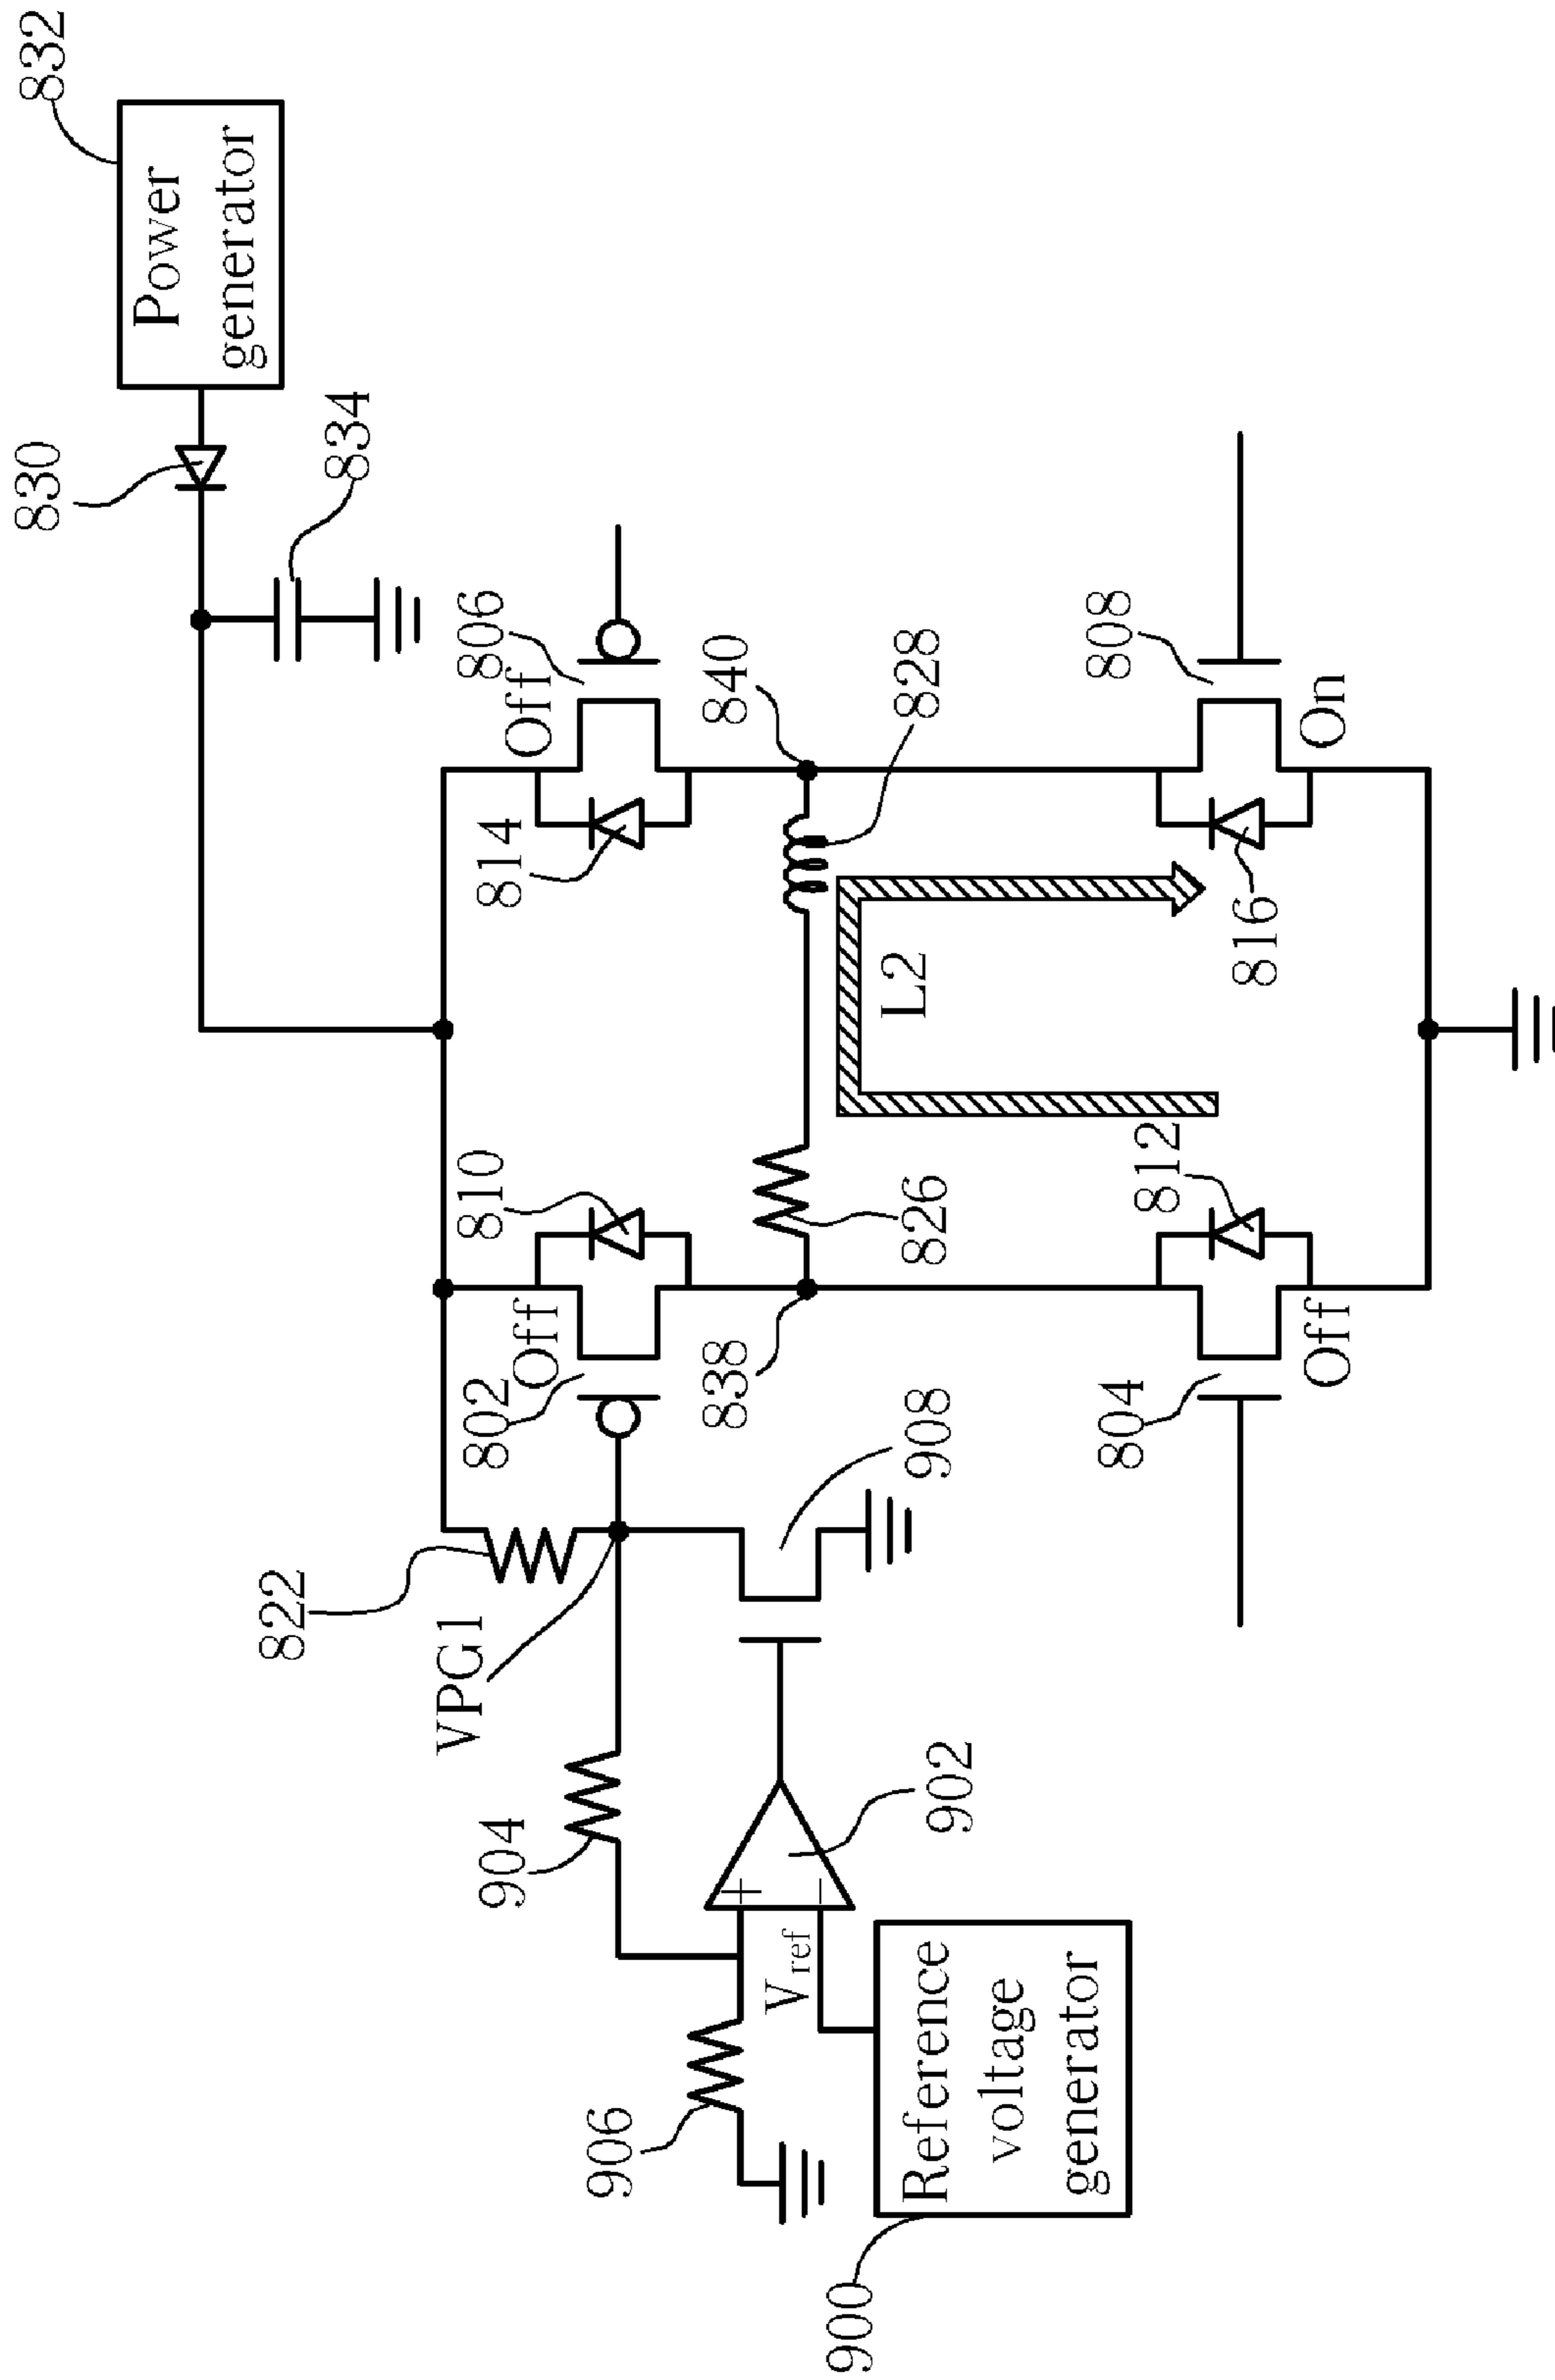 832
Power
generator
830
834
806
Off
840
828
808
On
814
816
L2
810
812
826
802
Off
838
804
Off
908
822
VPG1
904
902
+
−
Vref
906
Reference
voltage
generator
900